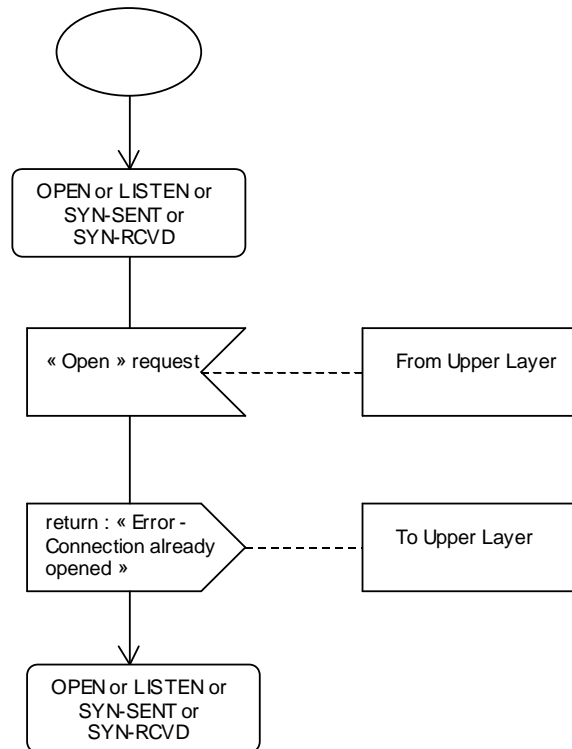 OPEN or LISTEN or
SYN-SENT or
SYN-RCVD
« Open » request
From Upper Layer
return : « Error -
Connection already
opened »
To Upper Layer
OPEN or LISTEN or
SYN-SENT or
SYN-RCVD